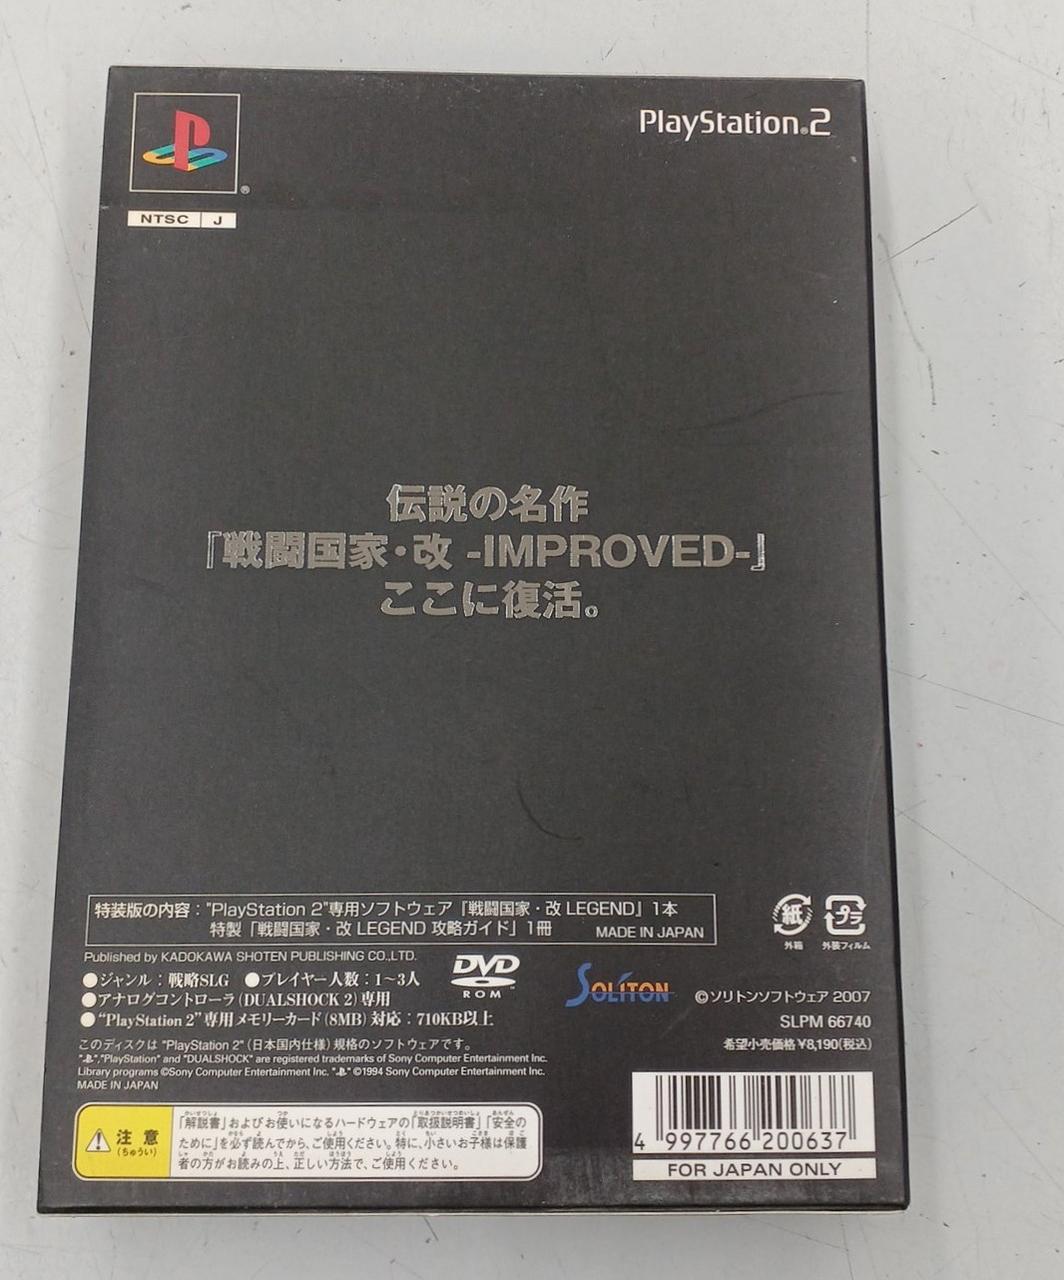 PlayStation®2
®
NTSC J
伝説の名作
『戦闘国家・改 -IMPROVED-』
ここに復活。
特装版の内容："PlayStation 2"専用ソフトウェア『戦闘国家・改 LEGEND』1本
特製「戦闘国家・改 LEGEND 攻略ガイド」1冊 MADE IN JAPAN
紙
外箱
プラ
外装フィルム
Published by KADOKAWA SHOTEN PUBLISHING CO.,LTD.
●ジャンル：戦略SLG ●プレイヤー人数：1〜3人
●アナログコントローラ(DUALSHOCK 2)専用
●“PlayStation 2”専用メモリーカード(8MB)対応：710KB以上
DVD
ROM
SOLITON
©ソリトンソフトウェア 2007
SLPM 66740
希望小売価格¥8,190(税込)
このディスクは "PlayStation 2" (日本国内仕様) 規格のソフトウェアです。
"PlayStation" and "DUALSHOCK" are registered trademarks of Sony Computer Entertainment Inc.
Library programs ©Sony Computer Entertainment Inc. ©1994 Sony Computer Entertainment Inc.
MADE IN JAPAN
注意
(ちゅうい)
「解説書」およびお使いになるハードウェアの「取扱説明書」「安全の
ために」を必ず読んでから、ご使用ください。特に、小さいお子様は保護
者の方がお読みの上、正しい方法で、ご使用ください。
4 997766 200637
FOR JAPAN ONLY